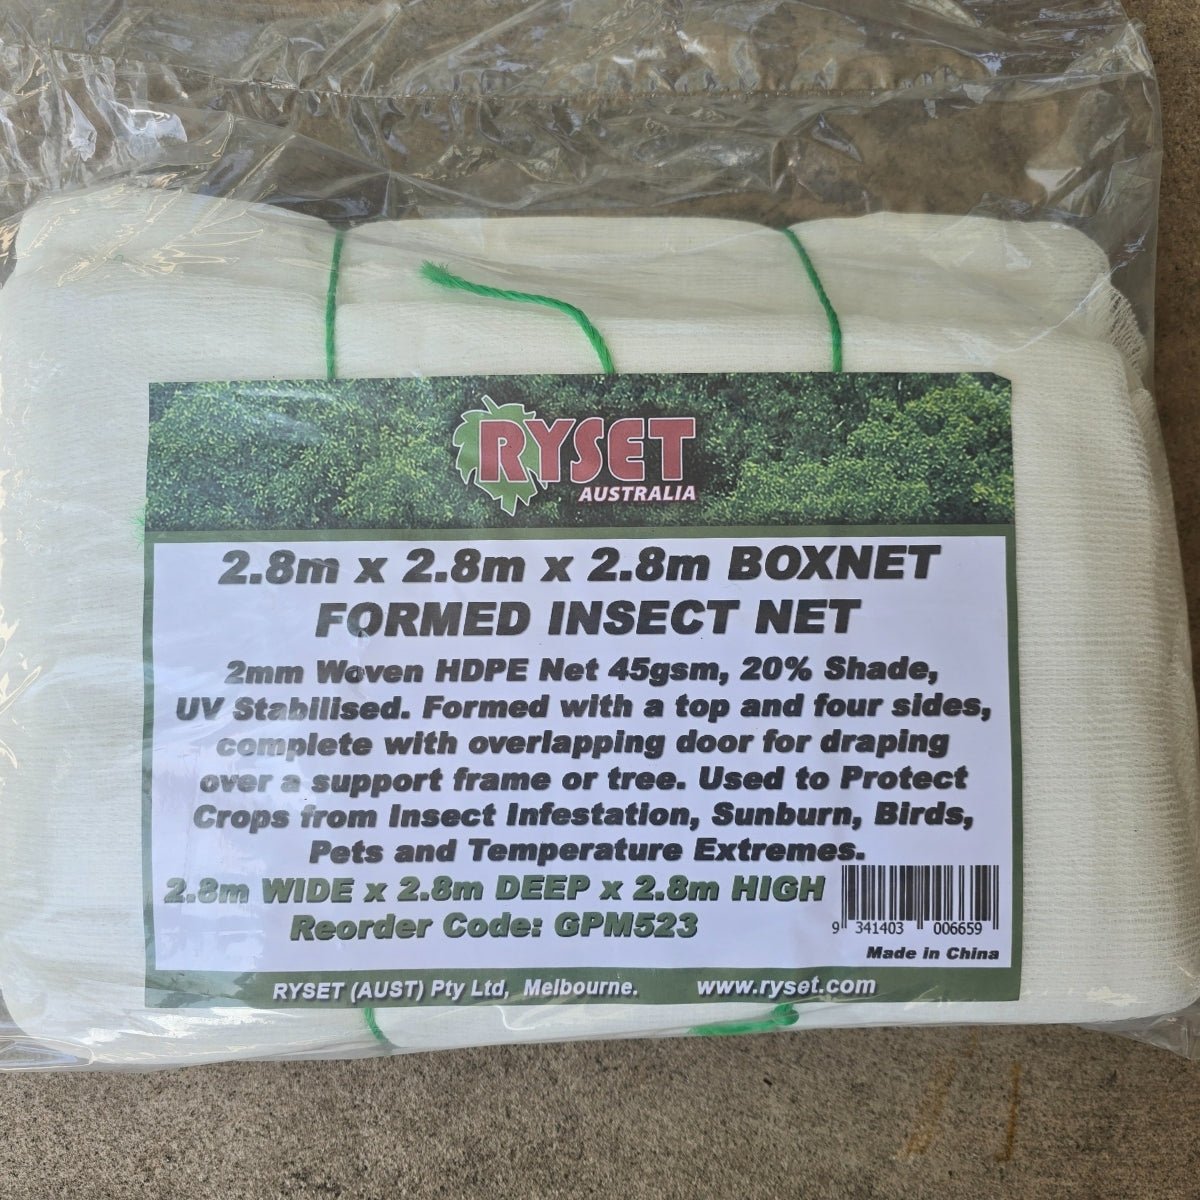 RYSET
AUSTRALIA
2.8m x 2.8m x 2.8m BOXNET
FORMED INSECT NET
2mm Woven HDPE Net 45gsm, 20% Shade,
UV Stabilised. Formed with a top and four sides,
complete with overlapping door for draping
over a support frame or tree. Used to Protect
Crops from Insect Infestation, Sunburn, Birds,
Pets and Temperature Extremes.
2.8m WIDE x 2.8m DEEP x 2.8m HIGH
Reorder Code: GPM523
9 341403 006659
Made in China
RYSET (AUST) Pty Ltd, Melbourne. www.ryset.com